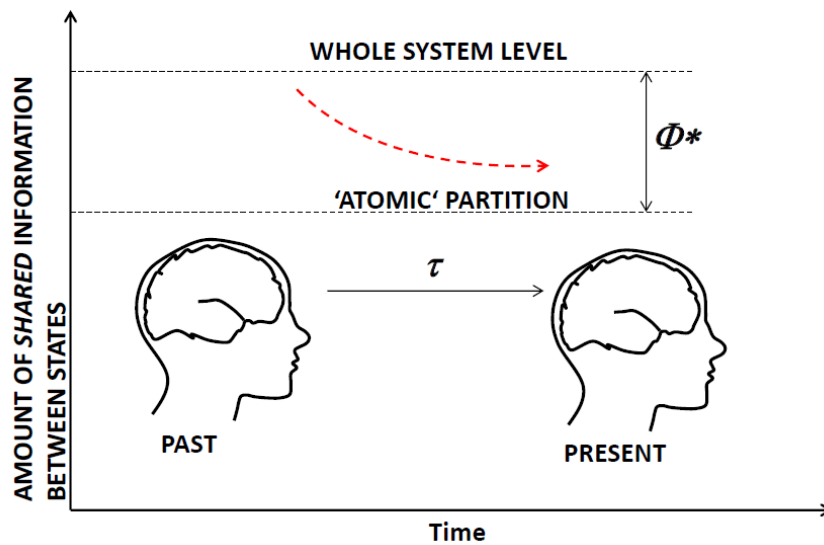 WHOLE SYSTEM LEVEL
Φ*
‘ATOMIC‘ PARTITION
τ
AMOUNT OF SHARED INFORMATION
BETWEEN STATES
PAST
PRESENT
Time